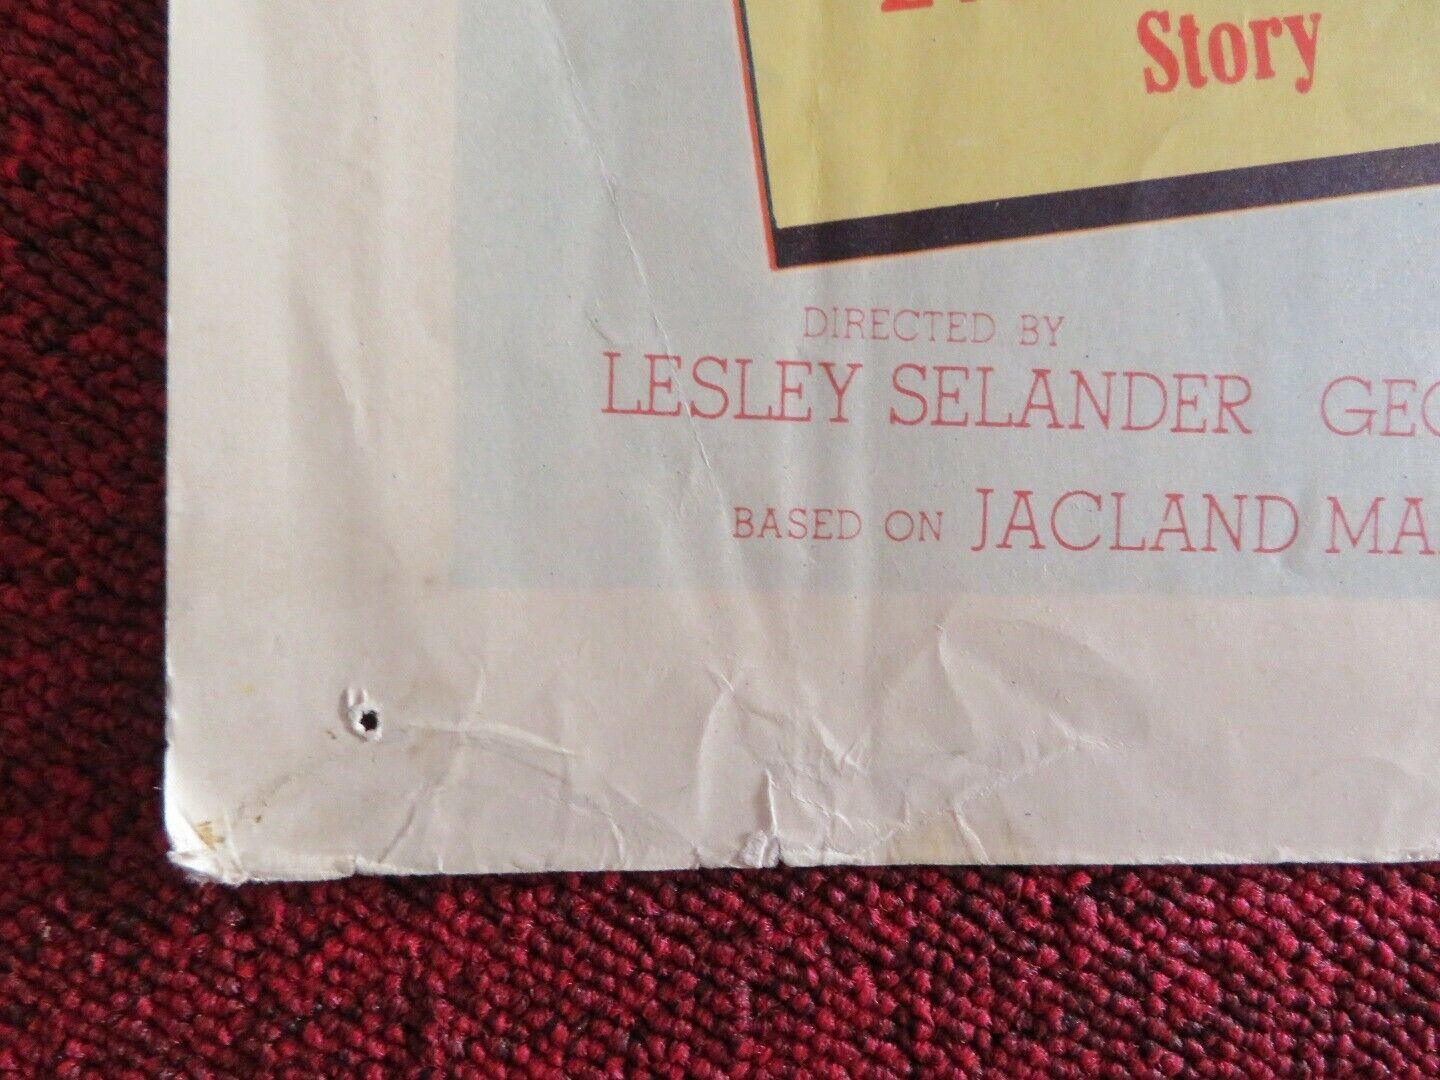 Story
DIRECTED BY
LESLEY SELANDER
BASED ON JACLAND